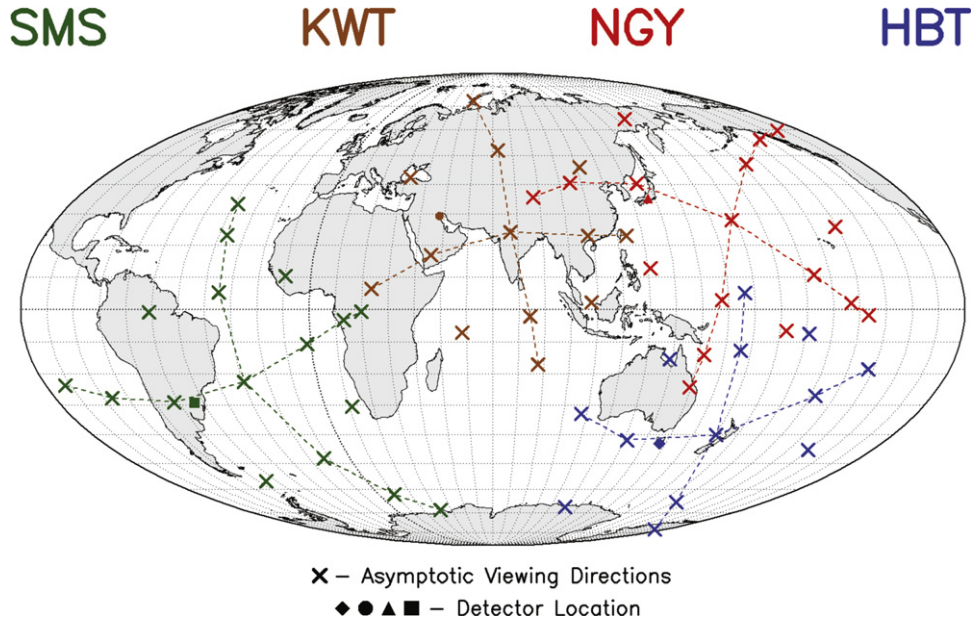 SMS KWT NGY HBT
× – Asymptotic Viewing Directions
◆ ● ▲ ■ – Detector Location